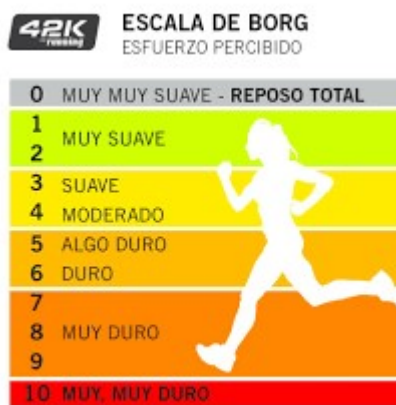 42K
running
ESCALA DE BORG
ESFUERZO PERCIBIDO
0 MUY MUY SUAVE - REPOSO TOTAL
1
MUY SUAVE
2
3 SUAVE
4 MODERADO
5 ALGO DURO
6 DURO
7
8 MUY DURO
9
10 MUY, MUY DURO